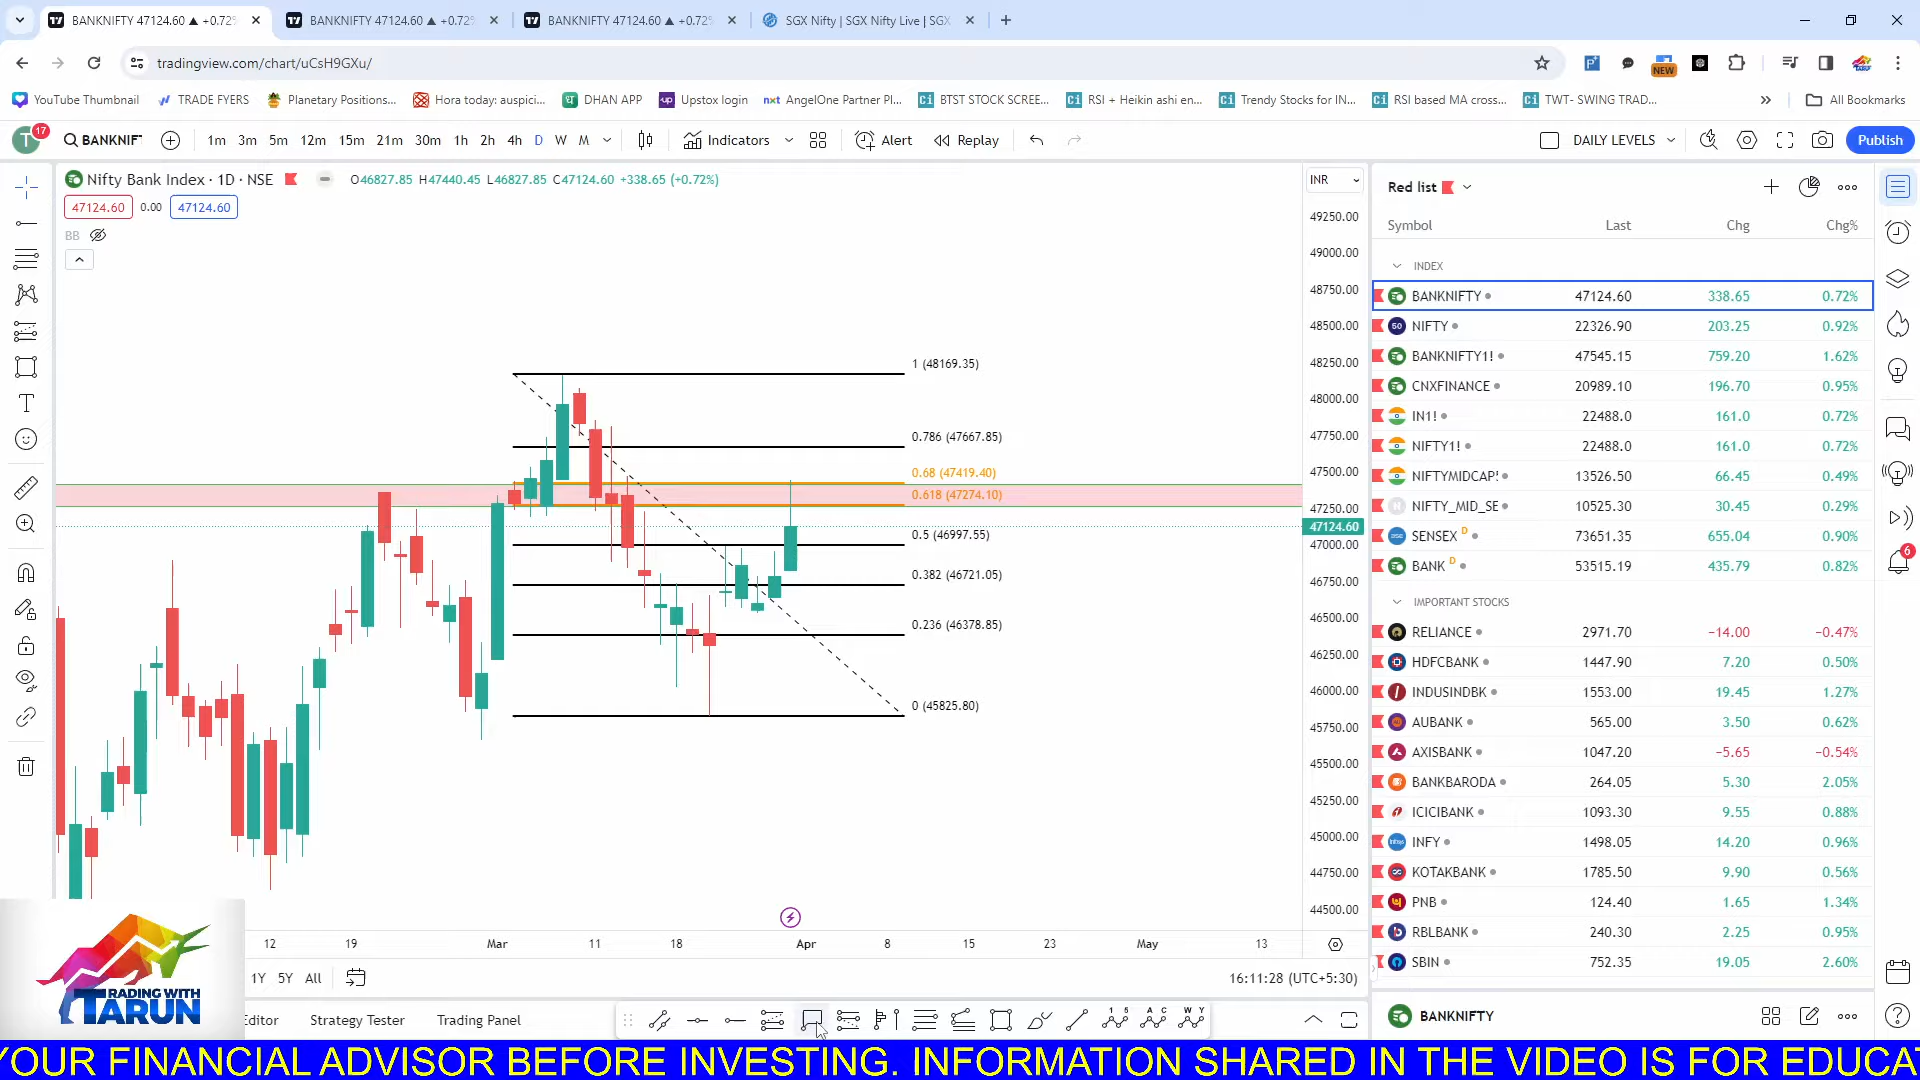 BANKNIFTY 47124.60 ▲ +0.72%
BANKNIFTY 47124.60 ▲ +0.72%
BANKNIFTY 47124.60 ▲ +0.72%
SGX Nifty | SGX Nifty Live | SGX
tradingview.com/chart/uCsH9GXu/
NEW
YouTube Thumbnail
TRADE FYERS
Planetary Positions...
Hora today: auspici...
DHAN APP
Upstox login
AngelOne Partner Pl...
BTST STOCK SCREE...
RSI + Heikin ashi en...
Trendy Stocks for IN...
RSI based MA cross...
TWT- SWING TRAD...
All Bookmarks
T 17
BANKNIF
1m 3m 5m 12m 15m 21m 30m 1h 2h 4h D W M
Indicators
Alert
Replay
DAILY LEVELS
Publish
Nifty Bank Index · 1D · NSE
O46827.85 H47440.45 L46827.85 C47124.60 +338.65 (+0.72%)
47124.60 0.00 47124.60
BB
INR
49250.00
49000.00
48750.00
48500.00
48250.00
48000.00
47750.00
47500.00
47250.00
47124.60
47000.00
46750.00
46500.00
46250.00
46000.00
45750.00
45500.00
45250.00
45000.00
44750.00
44500.00
1 (48169.35)
0.786 (47667.85)
0.68 (47419.40)
0.618 (47274.10)
0.5 (46997.55)
0.382 (46721.05)
0.236 (46378.85)
0 (45825.80)
12 19 Mar 11 18 Apr 8 15 23 May 13
1Y 5Y All
16:11:28 (UTC+5:30)
Editor
Strategy Tester
Trading Panel
Red list
Symbol Last Chg Chg%
INDEX
BANKNIFTY 47124.60 338.65 0.72%
NIFTY 22326.90 203.25 0.92%
BANKNIFTY1! 47545.15 759.20 1.62%
CNXFINANCE 20989.10 196.70 0.95%
IN1! 22488.0 161.0 0.72%
NIFTY1! 22488.0 161.0 0.72%
NIFTYMIDCAP! 13526.50 66.45 0.49%
NIFTY_MID_SE 10525.30 30.45 0.29%
SENSEX D 73651.35 655.04 0.90%
BANK D 53515.19 435.79 0.82%
IMPORTANT STOCKS
RELIANCE 2971.70 −14.00 −0.47%
HDFCBANK 1447.90 7.20 0.50%
INDUSINDBK 1553.00 19.45 1.27%
AUBANK 565.00 3.50 0.62%
AXISBANK 1047.20 −5.65 −0.54%
BANKBARODA 264.05 5.30 2.05%
ICICIBANK 1093.30 9.55 0.88%
INFY 1498.05 14.20 0.96%
KOTAKBANK 1785.50 9.90 0.56%
PNB 124.40 1.65 1.34%
RBLBANK 240.30 2.25 0.95%
SBIN 752.35 19.05 2.60%
BANKNIFTY
6
TRADING WITH
TARUN
YOUR FINANCIAL ADVISOR BEFORE INVESTING. INFORMATION SHARED IN THE VIDEO IS FOR EDUCA